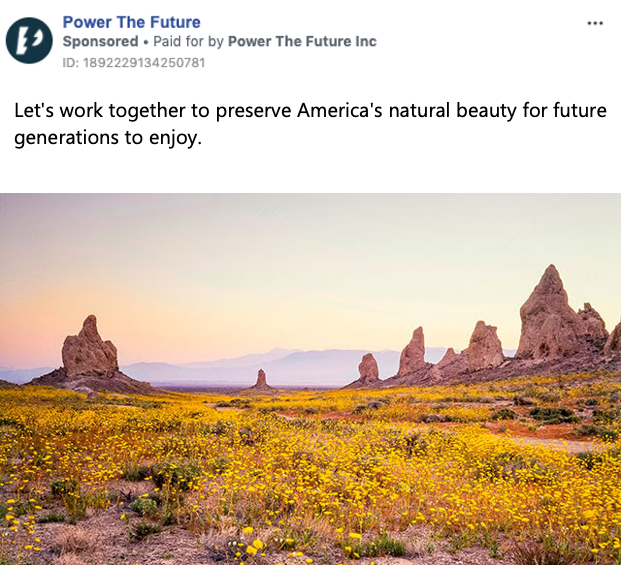 Power The Future
Sponsored • Paid for by Power The Future Inc
ID: 1892229134250781
Let's work together to preserve America's natural beauty for future
generations to enjoy.